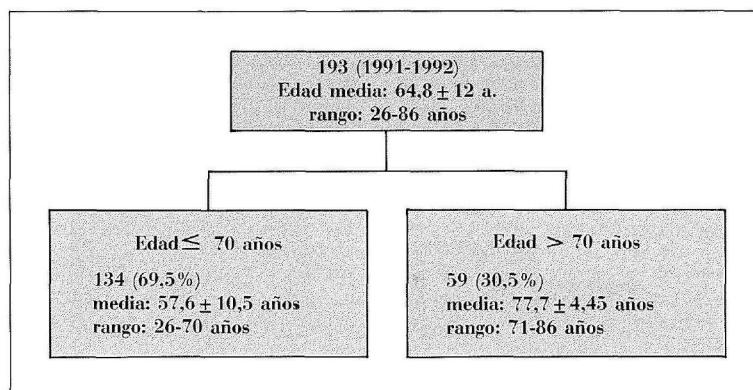 193 (1991-1992)
Edad media: 64,8 ± 12 a.
rango: 26-86 años
Edad ≤ 70 años
134 (69,5%)
media: 57,6 ± 10,5 años
rango: 26-70 años
Edad > 70 años
59 (30,5%)
media: 77,7 ± 4,45 años
rango: 71-86 años